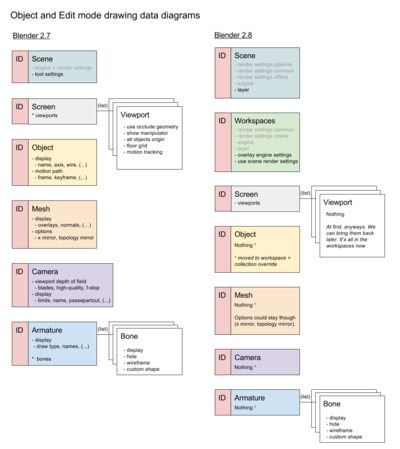 Object and Edit mode drawing data diagrams
Blender 2.7
ID
Scene
- engine + render settings
- tool settings
ID
Screen
* viewports
(list)
Viewport
- use occlude geometry
- show manipulator
- all objects origin
- floor grid
- motion tracking
ID
Object
- display
- name, axis, wire, (...)
- motion path
- frame, keyframe, (...)
ID
Mesh
- display
- overlays, normals, (...)
- options
- x mirror, topology mirror
ID
Camera
- viewport depth of field
- blades, high-quality, f-stop
- display
- limits, name, passepartout, (...)
ID
Armature
- display
- draw type, names, (...)
* bones
(list)
Bone
- display
- hide
- wireframe
- custom shape
Blender 2.8
ID
Scene
- render settings pipeline
- render settings common
- render settings offline
- engine
- layer
ID
Workspaces
- render settings common
- render settings online
- engine
- layer
- overlay engine settings
- use scene render settings
ID
Screen
- viewports
(list)
Viewport
Nothing
At first, anyways. We
can bring them back
later. It's all in the
workspaces now.
ID
Object
Nothing *
* moved to workspace +
collection override
ID
Mesh
Nothing *
Options could stay though
(x mirror, topology mirror).
ID
Camera
Nothing *
ID
Armature
Nothing *
(list)
Bone
- display
- hide
- wireframe
- custom shape